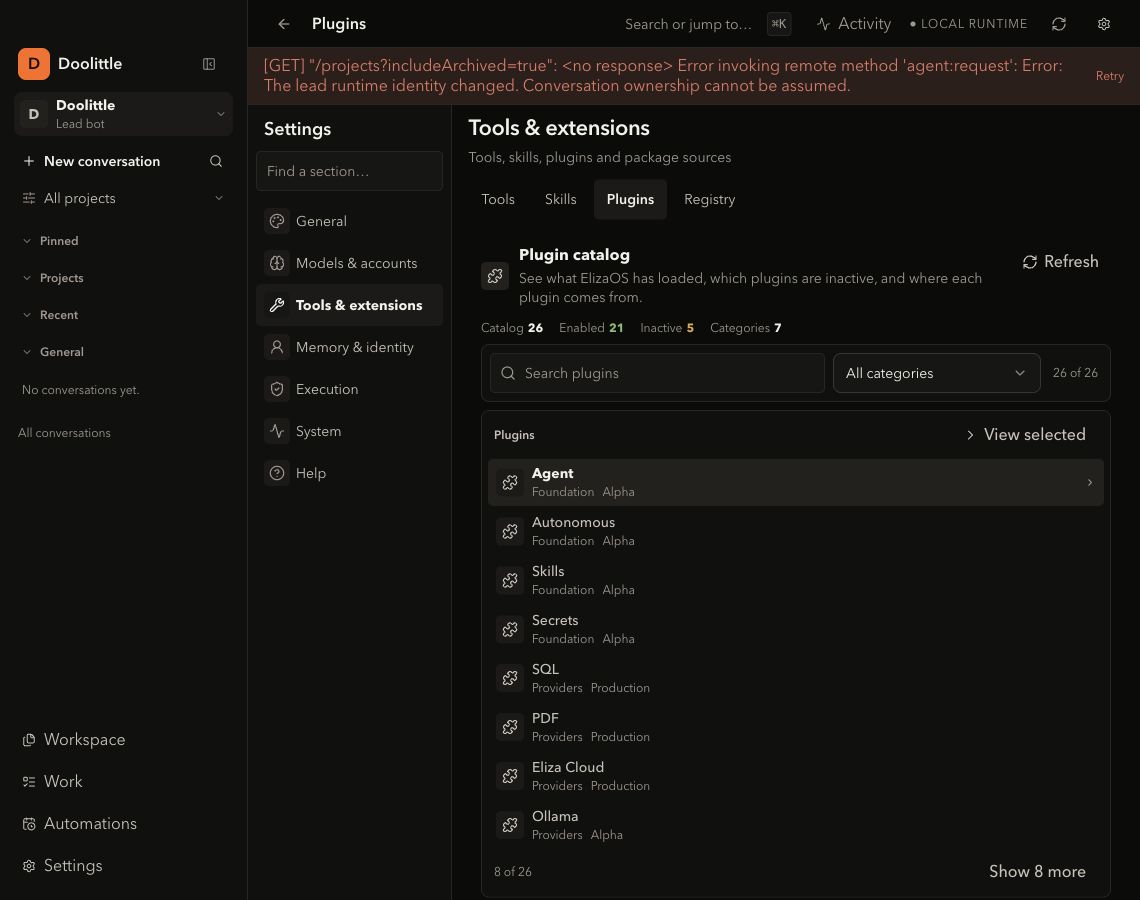 Plugins
Search or jump to…
⌘K
Activity
LOCAL RUNTIME
[GET] "/projects?includeArchived=true": <no response> Error invoking remote method 'agent:request': Error:
The lead runtime identity changed. Conversation ownership cannot be assumed.
Retry
D
Doolittle
D
Doolittle
Lead bot
New conversation
All projects
Pinned
Projects
Recent
General
No conversations yet.
All conversations
Workspace
Work
Automations
Settings
Settings
Find a section…
General
Models & accounts
Tools & extensions
Memory & identity
Execution
System
Help
Tools & extensions
Tools, skills, plugins and package sources
Tools
Skills
Plugins
Registry
Plugin catalog
See what ElizaOS has loaded, which plugins are inactive, and where each
plugin comes from.
Refresh
Catalog 26
Enabled 21
Inactive 5
Categories 7
Search plugins
All categories
26 of 26
Plugins
View selected
Agent
Foundation Alpha
Autonomous
Foundation Alpha
Skills
Foundation Alpha
Secrets
Foundation Alpha
SQL
Providers Production
PDF
Providers Production
Eliza Cloud
Providers Production
Ollama
Providers Alpha
8 of 26
Show 8 more